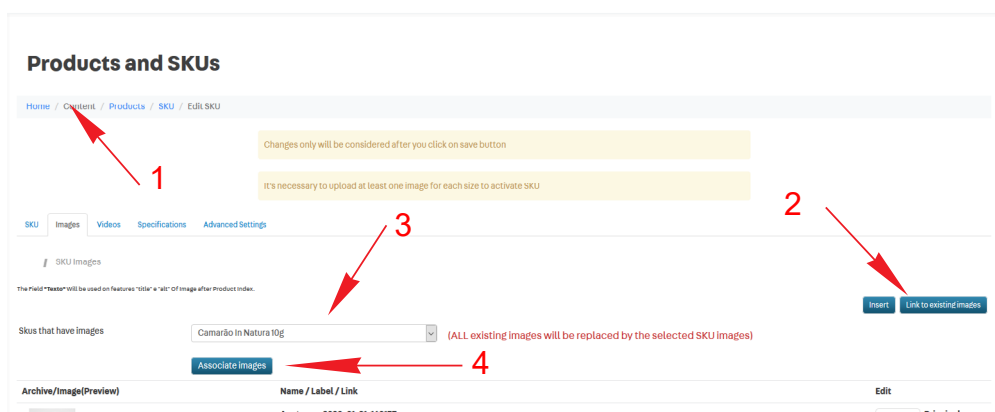 Products and SKUs
Home / Content / Products / SKU / Edit SKU
Changes only will be considered after you click on save button
It's necessary to upload at least one image for each size to activate SKU
1
2
3
SKU Images Videos Specifications Advanced Settings
SKU Images
The Field "Texto" Will be used on features "title" e "alt" Of Image after Product Index.
Insert Link to existing images
Skus that have images Camarão In Natura 10g (ALL existing images will be replaced by the selected SKU images)
Associate images 4
Archive/Image(Preview) Name / Label / Link Edit